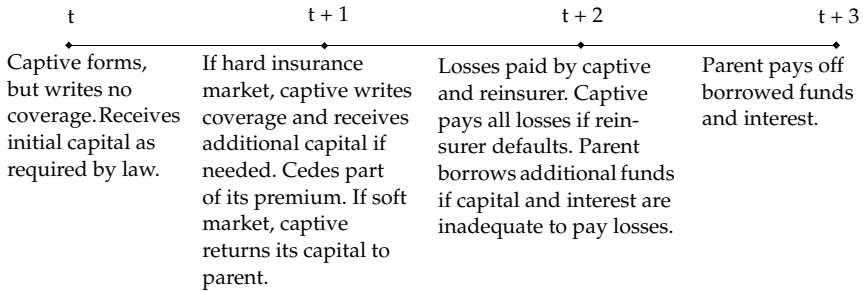 t t + 1 t + 2 t + 3
Captive forms,
but writes no
coverage.Receives
initial capital as
required by law.
If hard insurance
market, captive writes
coverage and receives
additional capital if
needed. Cedes part
of its premium. If soft
market, captive
returns its capital to
parent.
Losses paid by captive
and reinsurer. Captive
pays all losses if rein-
surer defaults. Parent
borrows additional funds
if capital and interest are
inadequate to pay losses.
Parent pays off
borrowed funds
and interest.